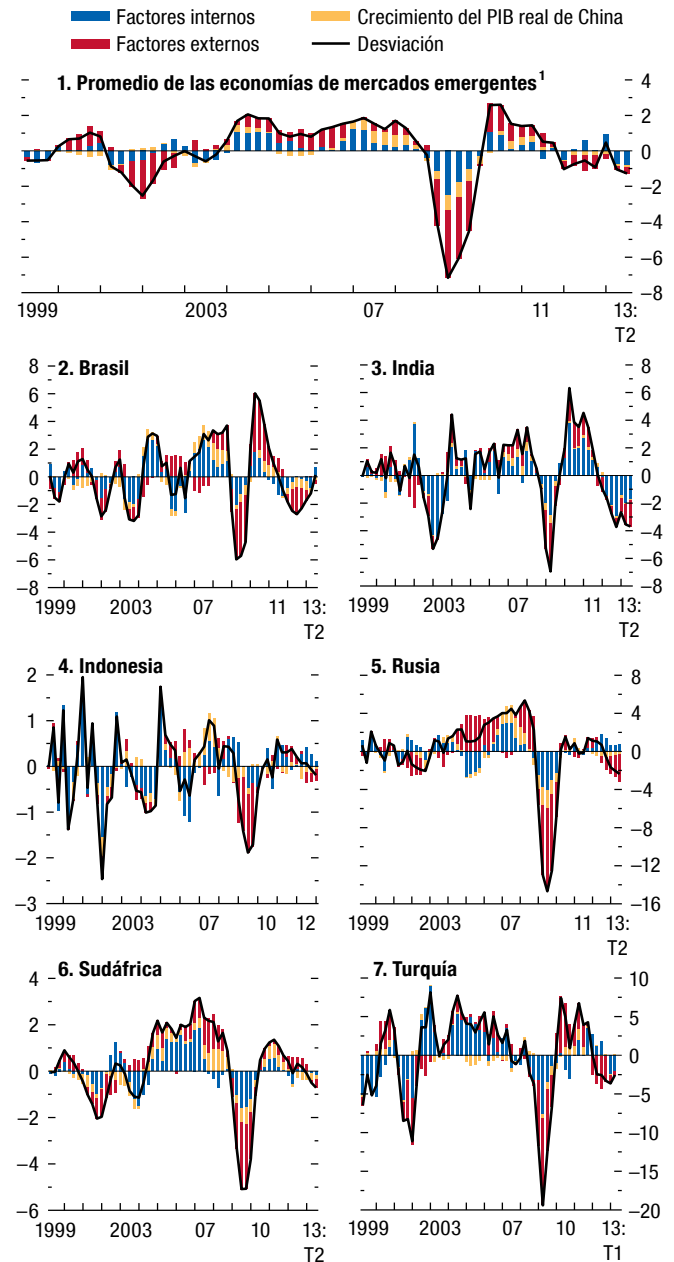 Factores internos
Crecimiento del PIB real de China
Factores externos
Desviación
1. Promedio de las economías de mercados emergentes1
4
2
0
–2
–4
–6
–8
1999 2003 07 11 13:
T2
2. Brasil
8
6
4
2
0
–2
–4
–6
–8
1999 2003 07 11 13:
T2
3. India
8
6
4
2
0
–2
–4
–6
–8
1999 2003 07 11 13:
T2
4. Indonesia
2
1
0
–1
–2
–3
1999 2003 07 10 12
5. Rusia
8
4
0
–4
–8
–12
–16
1999 2003 07 11 13:
T2
6. Sudáfrica
4
2
0
–2
–4
–6
1999 2003 07 10 13:
T2
7. Turquía
10
5
0
–5
–10
–15
–20
1999 2003 07 10 13:
T1